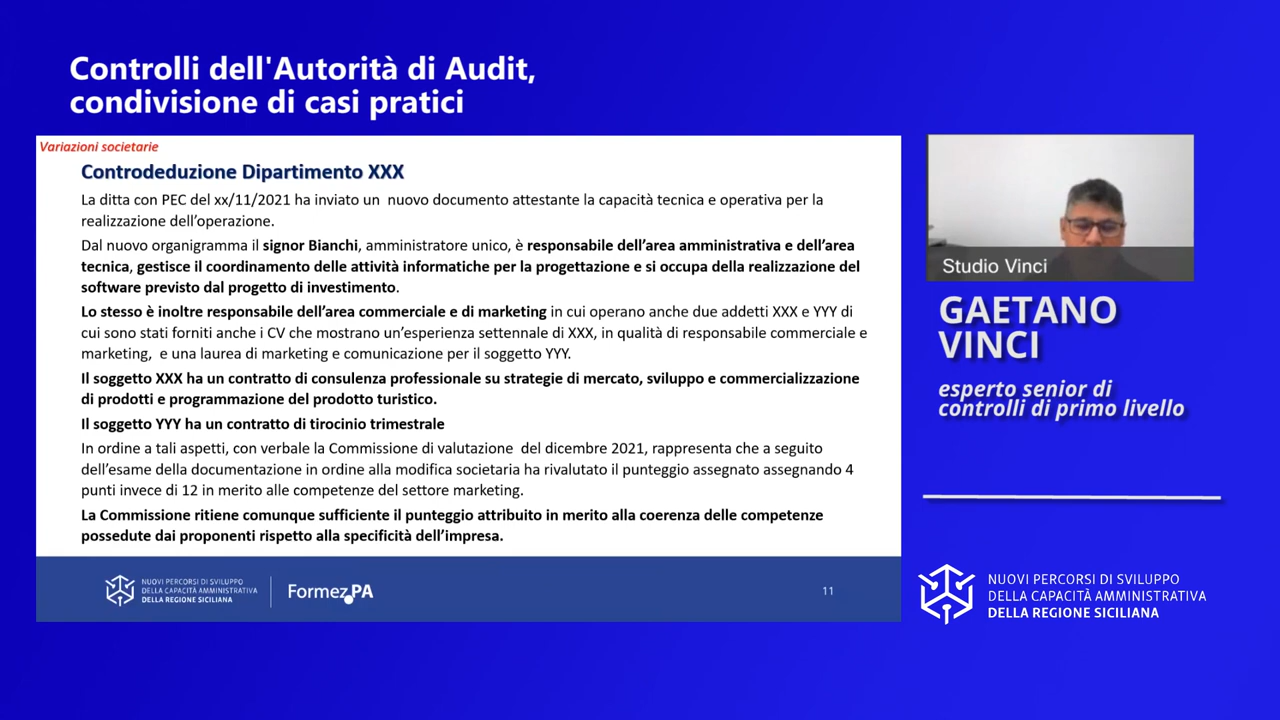 Controlli dell'Autorità di Audit,
condivisione di casi pratici
Variazioni societarie
Controdeduzione Dipartimento XXX
La ditta con PEC del xx/11/2021 ha inviato un nuovo documento attestante la capacità tecnica e operativa per la
realizzazione dell'operazione.
Dal nuovo organigramma il signor Bianchi, amministratore unico, è responsabile dell'area amministrativa e dell'area
tecnica, gestisce il coordinamento delle attività informatiche per la progettazione e si occupa della realizzazione del
software previsto dal progetto di investimento.
Lo stesso è inoltre responsabile dell'area commerciale e di marketing in cui operano anche due addetti XXX e YYY di
cui sono stati forniti anche i CV che mostrano un'esperienza settennale di XXX, in qualità di responsabile commerciale e
marketing, e una laurea di marketing e comunicazione per il soggetto YYY.
Il soggetto XXX ha un contratto di consulenza professionale su strategie di mercato, sviluppo e commercializzazione
di prodotti e programmazione del prodotto turistico.
Il soggetto YYY ha un contratto di tirocinio trimestrale
In ordine a tali aspetti, con verbale la Commissione di valutazione del dicembre 2021, rappresenta che a seguito
dell'esame della documentazione in ordine alla modifica societaria ha rivalutato il punteggio assegnato assegnando 4
punti invece di 12 in merito alle competenze del settore marketing.
La Commissione ritiene comunque sufficiente il punteggio attribuito in merito alla coerenza delle competenze
possedute dai proponenti rispetto alla specificità dell'impresa.
NUOVI PERCORSI DI SVILUPPO
DELLA CAPACITÀ AMMINISTRATIVA
DELLA REGIONE SICILIANA
Formez PA
11
Studio Vinci
GAETANO
VINCI
esperto senior di
controlli di primo livello
NUOVI PERCORSI DI SVILUPPO
DELLA CAPACITÀ AMMINISTRATIVA
DELLA REGIONE SICILIANA